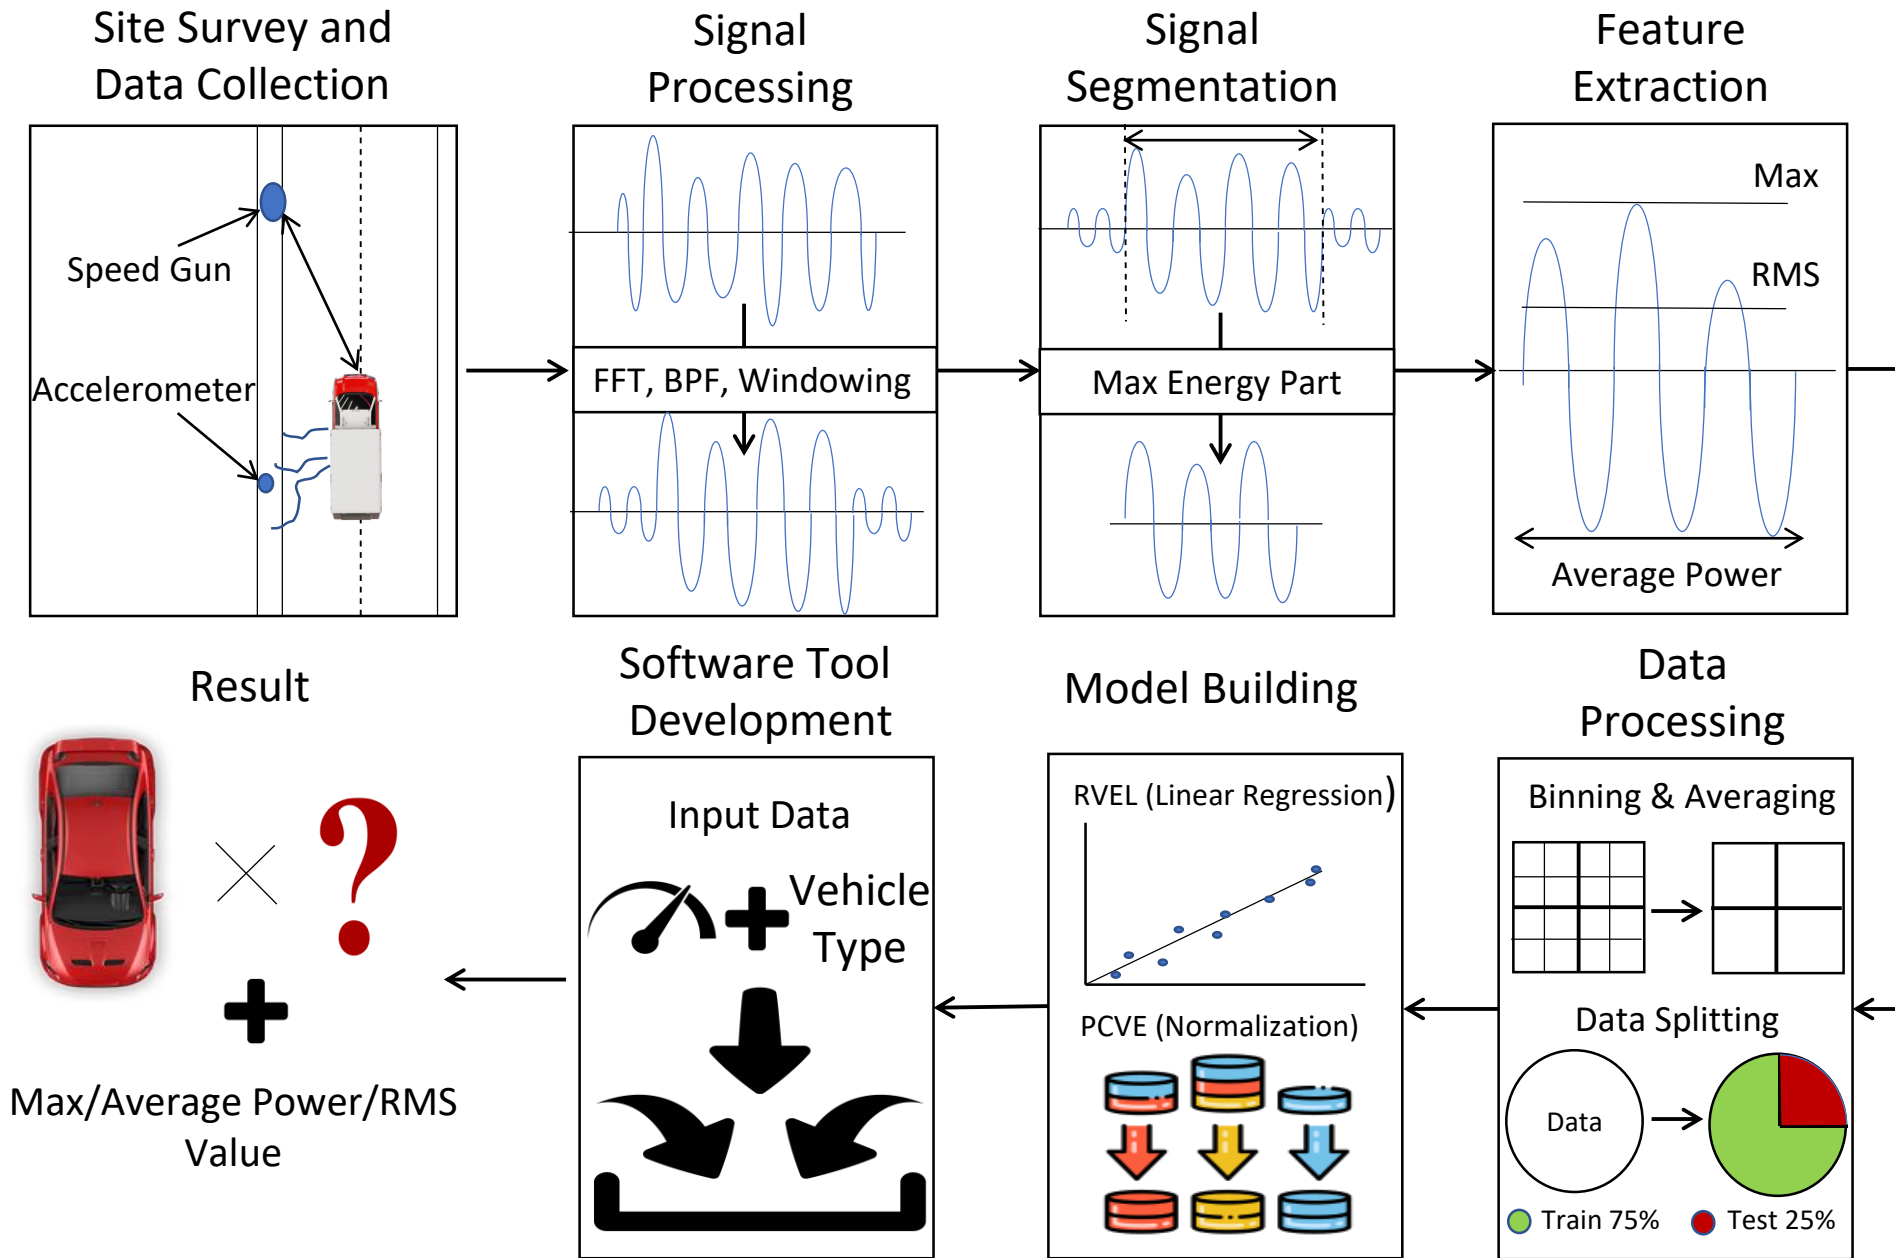 Site Survey and
Data Collection
Speed Gun
Accelerometer
Signal
Processing
FFT, BPF, Windowing
Signal
Segmentation
Max Energy Part
Feature
Extraction
Max
RMS
Average Power
Data
Processing
Binning & Averaging
Data Splitting
Data
Train 75%
Test 25%
Model Building
RVEL (Linear Regression)
PCVE (Normalization)
Software Tool
Development
Input Data
Vehicle
Type
Result
?
Max/Average Power/RMS
Value